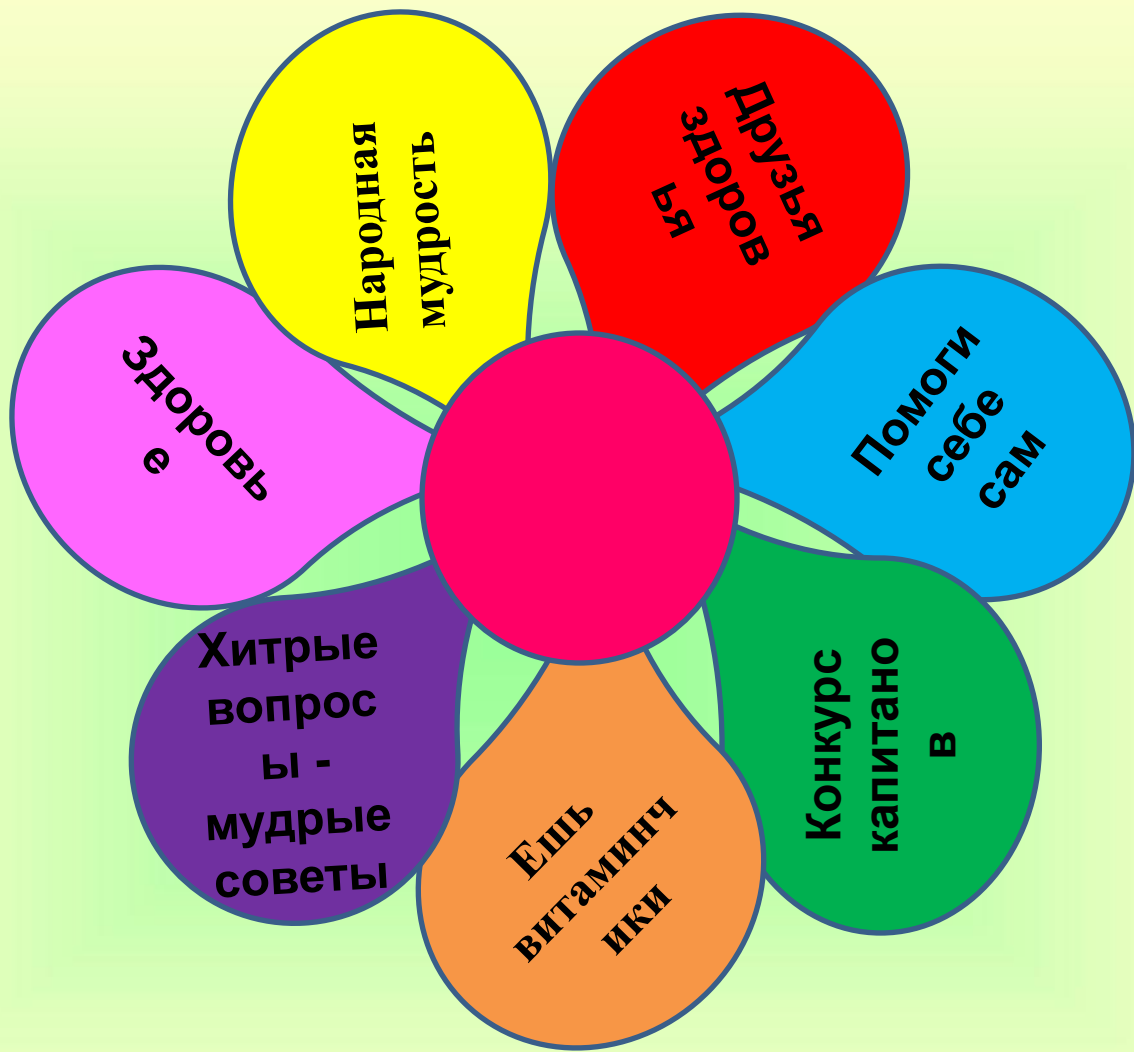 Народная
мудрость
Друзья
здоров
ья
Помоги
себе
сам
Конкурс
капитано
в
Ешь
витаминч
ики
Хитрые
вопрос
ы -
мудрые
советы
Здоровь
е